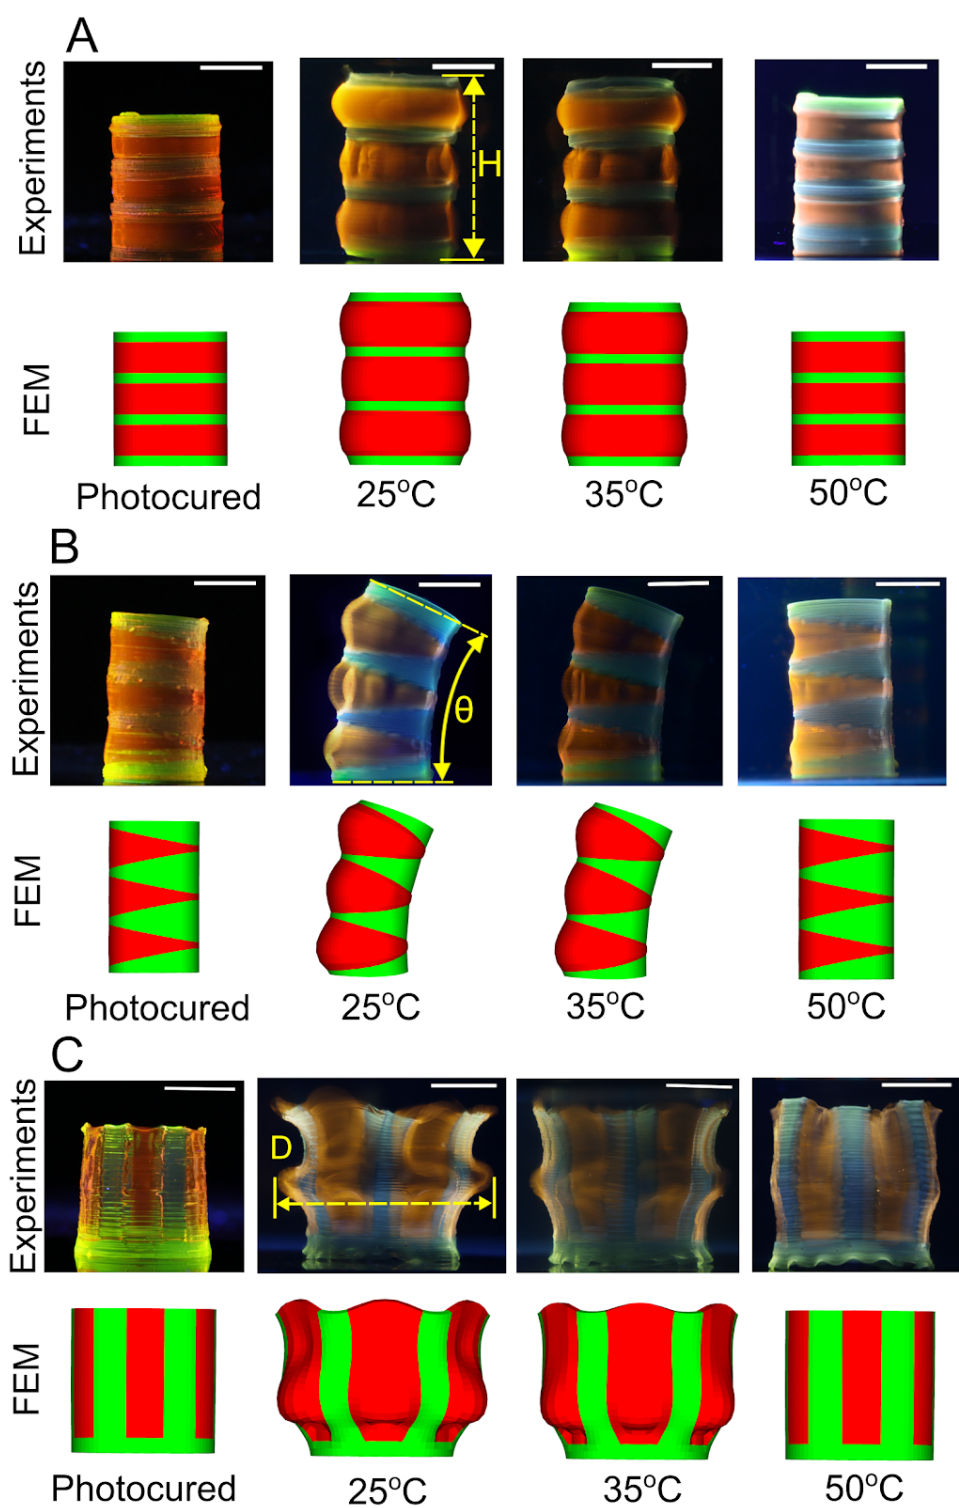 A
Experiments
H
FEM
Photocured
25°C
35°C
50°C
B
Experiments
θ
FEM
Photocured
25°C
35°C
50°C
C
Experiments
D
FEM
Photocured
25°C
35°C
50°C